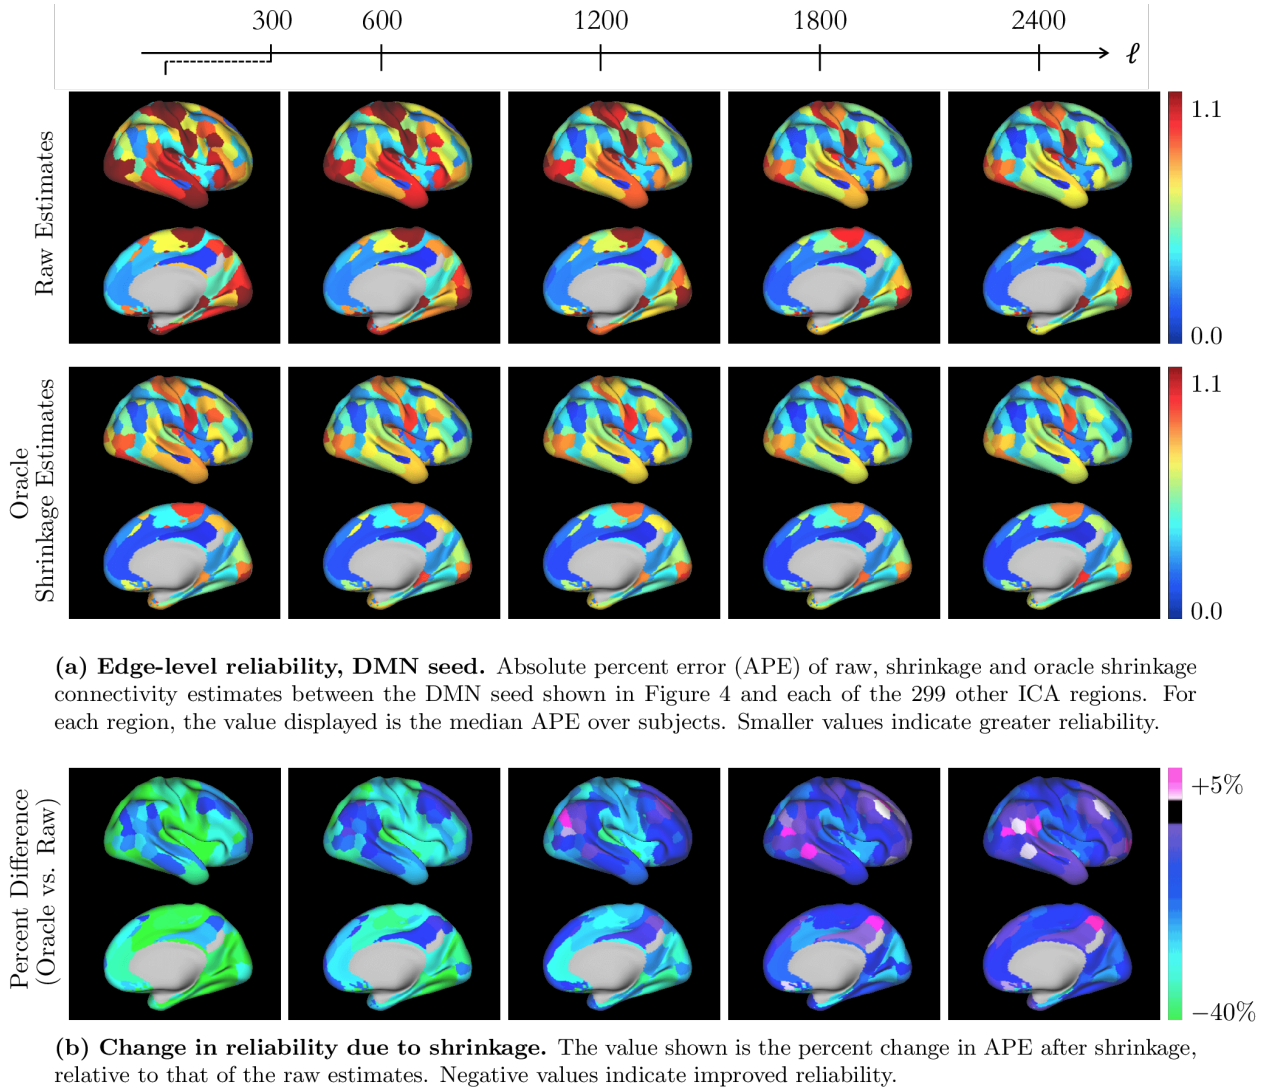 300 600 1200 1800 2400
ℓ
Raw Estimates
1.1
0.0
Oracle
Shrinkage Estimates
1.1
0.0
(a) Edge-level reliability, DMN seed. Absolute percent error (APE) of raw, shrinkage and oracle shrinkage
connectivity estimates between the DMN seed shown in Figure 4 and each of the 299 other ICA regions. For
each region, the value displayed is the median APE over subjects. Smaller values indicate greater reliability.
Percent Difference
(Oracle vs. Raw)
+5%
−40%
(b) Change in reliability due to shrinkage. The value shown is the percent change in APE after shrinkage,
relative to that of the raw estimates. Negative values indicate improved reliability.